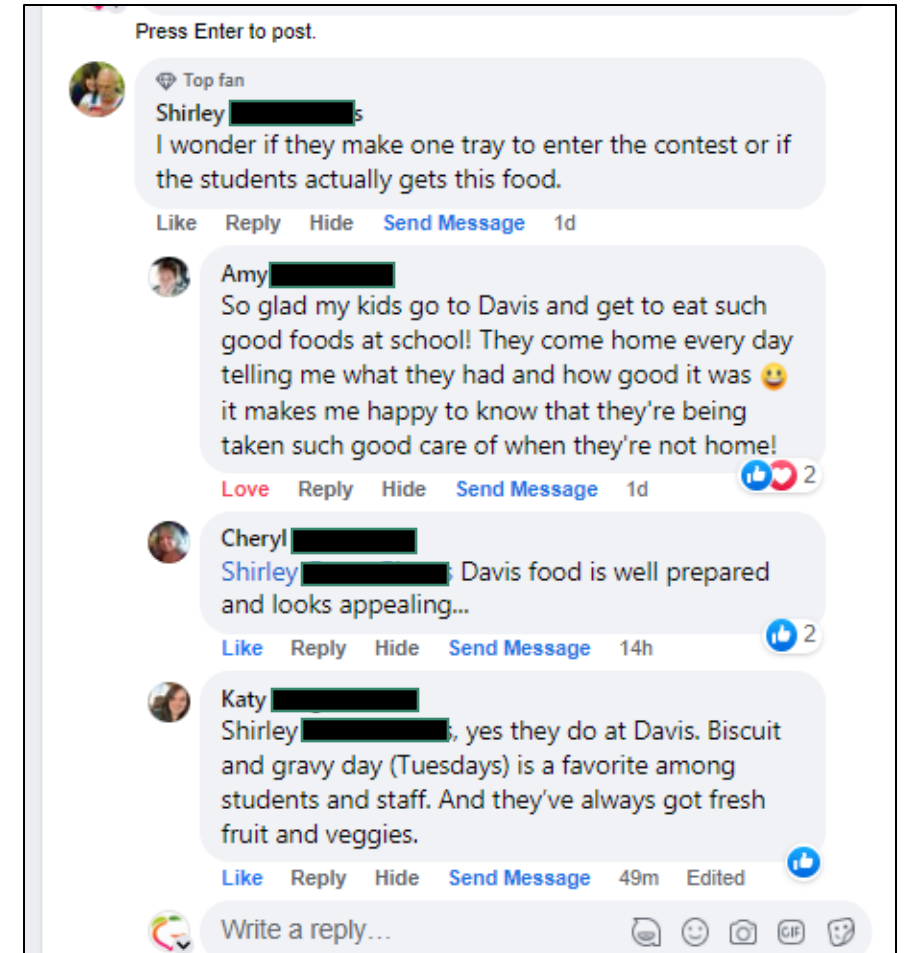 Press Enter to post.
Top fan
Shirley s
I wonder if they make one tray to enter the contest or if
the students actually gets this food.
Like Reply Hide Send Message 1d
Amy
So glad my kids go to Davis and get to eat such
good foods at school! They come home every day
telling me what they had and how good it was 😃
it makes me happy to know that they're being
taken such good care of when they're not home!
2
Love Reply Hide Send Message 1d
Cheryl
Shirley Davis food is well prepared
and looks appealing...
2
Like Reply Hide Send Message 14h
Katy
Shirley , yes they do at Davis. Biscuit
and gravy day (Tuesdays) is a favorite among
students and staff. And they've always got fresh
fruit and veggies.
Like Reply Hide Send Message 49m Edited
Write a reply...
GIF